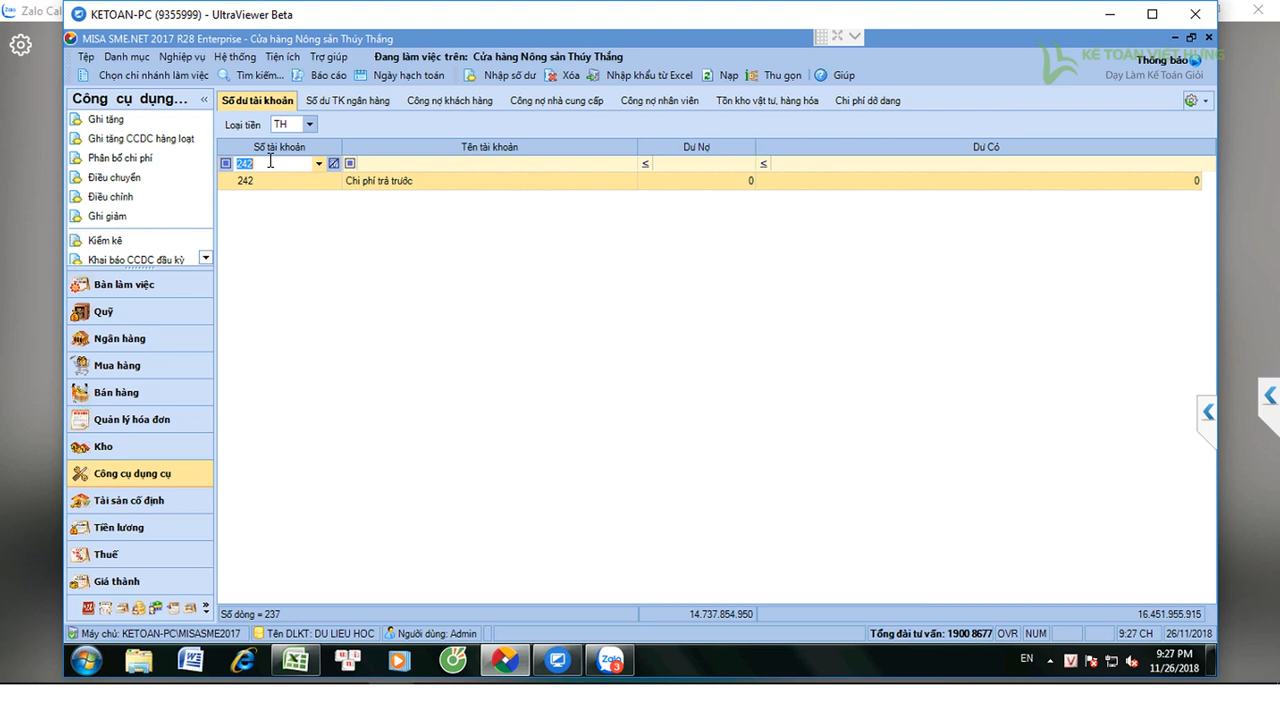 Zalo Cal
KETOAN-PC (9355999) - UltraViewer Beta
MISA SME.NET 2017 R28 Enterprise - Cửa hàng Nông sản Thúy Thắng
KẾ TOÁN VIỆT HƯNG
Dạy Làm Kế Toán Giỏi
Tệp Danh mục Nghiệp vụ Hệ thống Tiện ích Trợ giúp Đang làm việc trên: Cửa hàng Nông sản Thúy Thắng Thông báo
Chọn chi nhánh làm việc Tìm kiếm... Báo cáo Ngày hạch toán Nhập số dư Xóa Nhập khẩu từ Excel Nạp Thu gọn Giúp
Công cụ dụng... «
Số dư tài khoản Số dư TK ngân hàng Công nợ khách hàng Công nợ nhà cung cấp Công nợ nhân viên Tồn kho vật tư, hàng hóa Chi phí dở dang
Loại tiền TH
Số tài khoản Tên tài khoản Dư Nợ Dư Có
242 ≤ ≤
242 Chi phí trả trước 0 0
Ghi tăng
Ghi tăng CCDC hàng loạt
Phân bổ chi phí
Điều chuyển
Điều chỉnh
Ghi giảm
Kiểm kê
Khai báo CCDC đầu kỳ
Bàn làm việc
Quỹ
Ngân hàng
Mua hàng
Bán hàng
Quản lý hóa đơn
Kho
Công cụ dụng cụ
Tài sản cố định
Tiền lương
Thuế
Giá thành
Số dòng = 237 14.737.854.950 16.451.955.915
Máy chủ: KETOAN-PC\MISASME2017 Tên DLKT: DU LIEU HOC Người dùng: Admin Tổng đài tư vấn: 1900 8677 OVR NUM 9:27 CH 26/11/2018
EN 9:27 PM
11/26/2018